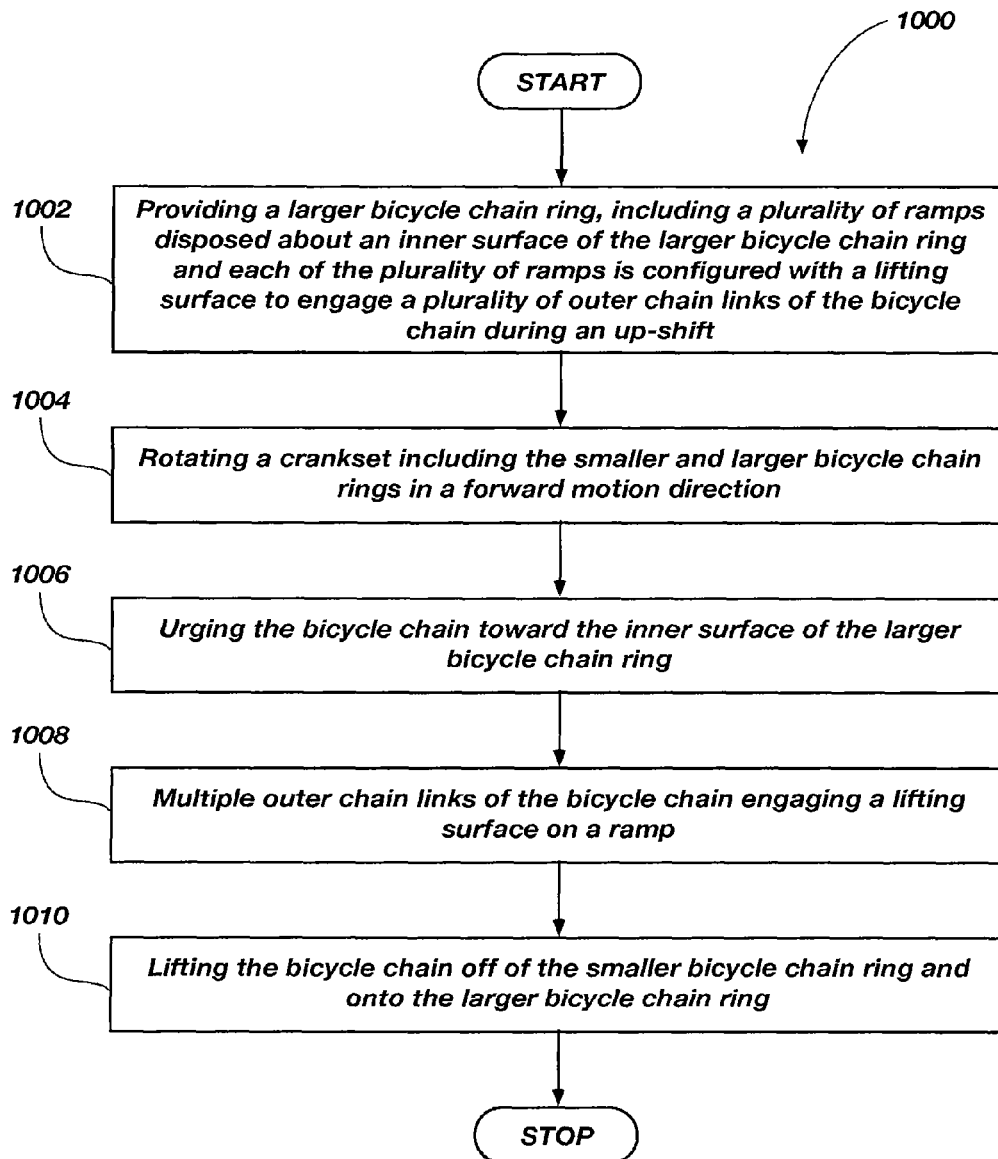 1000
START
1002
Providing a larger bicycle chain ring, including a plurality of ramps
disposed about an inner surface of the larger bicycle chain ring
and each of the plurality of ramps is configured with a lifting
surface to engage a plurality of outer chain links of the bicycle
chain during an up-shift
1004
Rotating a crankset including the smaller and larger bicycle chain
rings in a forward motion direction
1006
Urging the bicycle chain toward the inner surface of the larger
bicycle chain ring
1008
Multiple outer chain links of the bicycle chain engaging a lifting
surface on a ramp
1010
Lifting the bicycle chain off of the smaller bicycle chain ring and
onto the larger bicycle chain ring
STOP